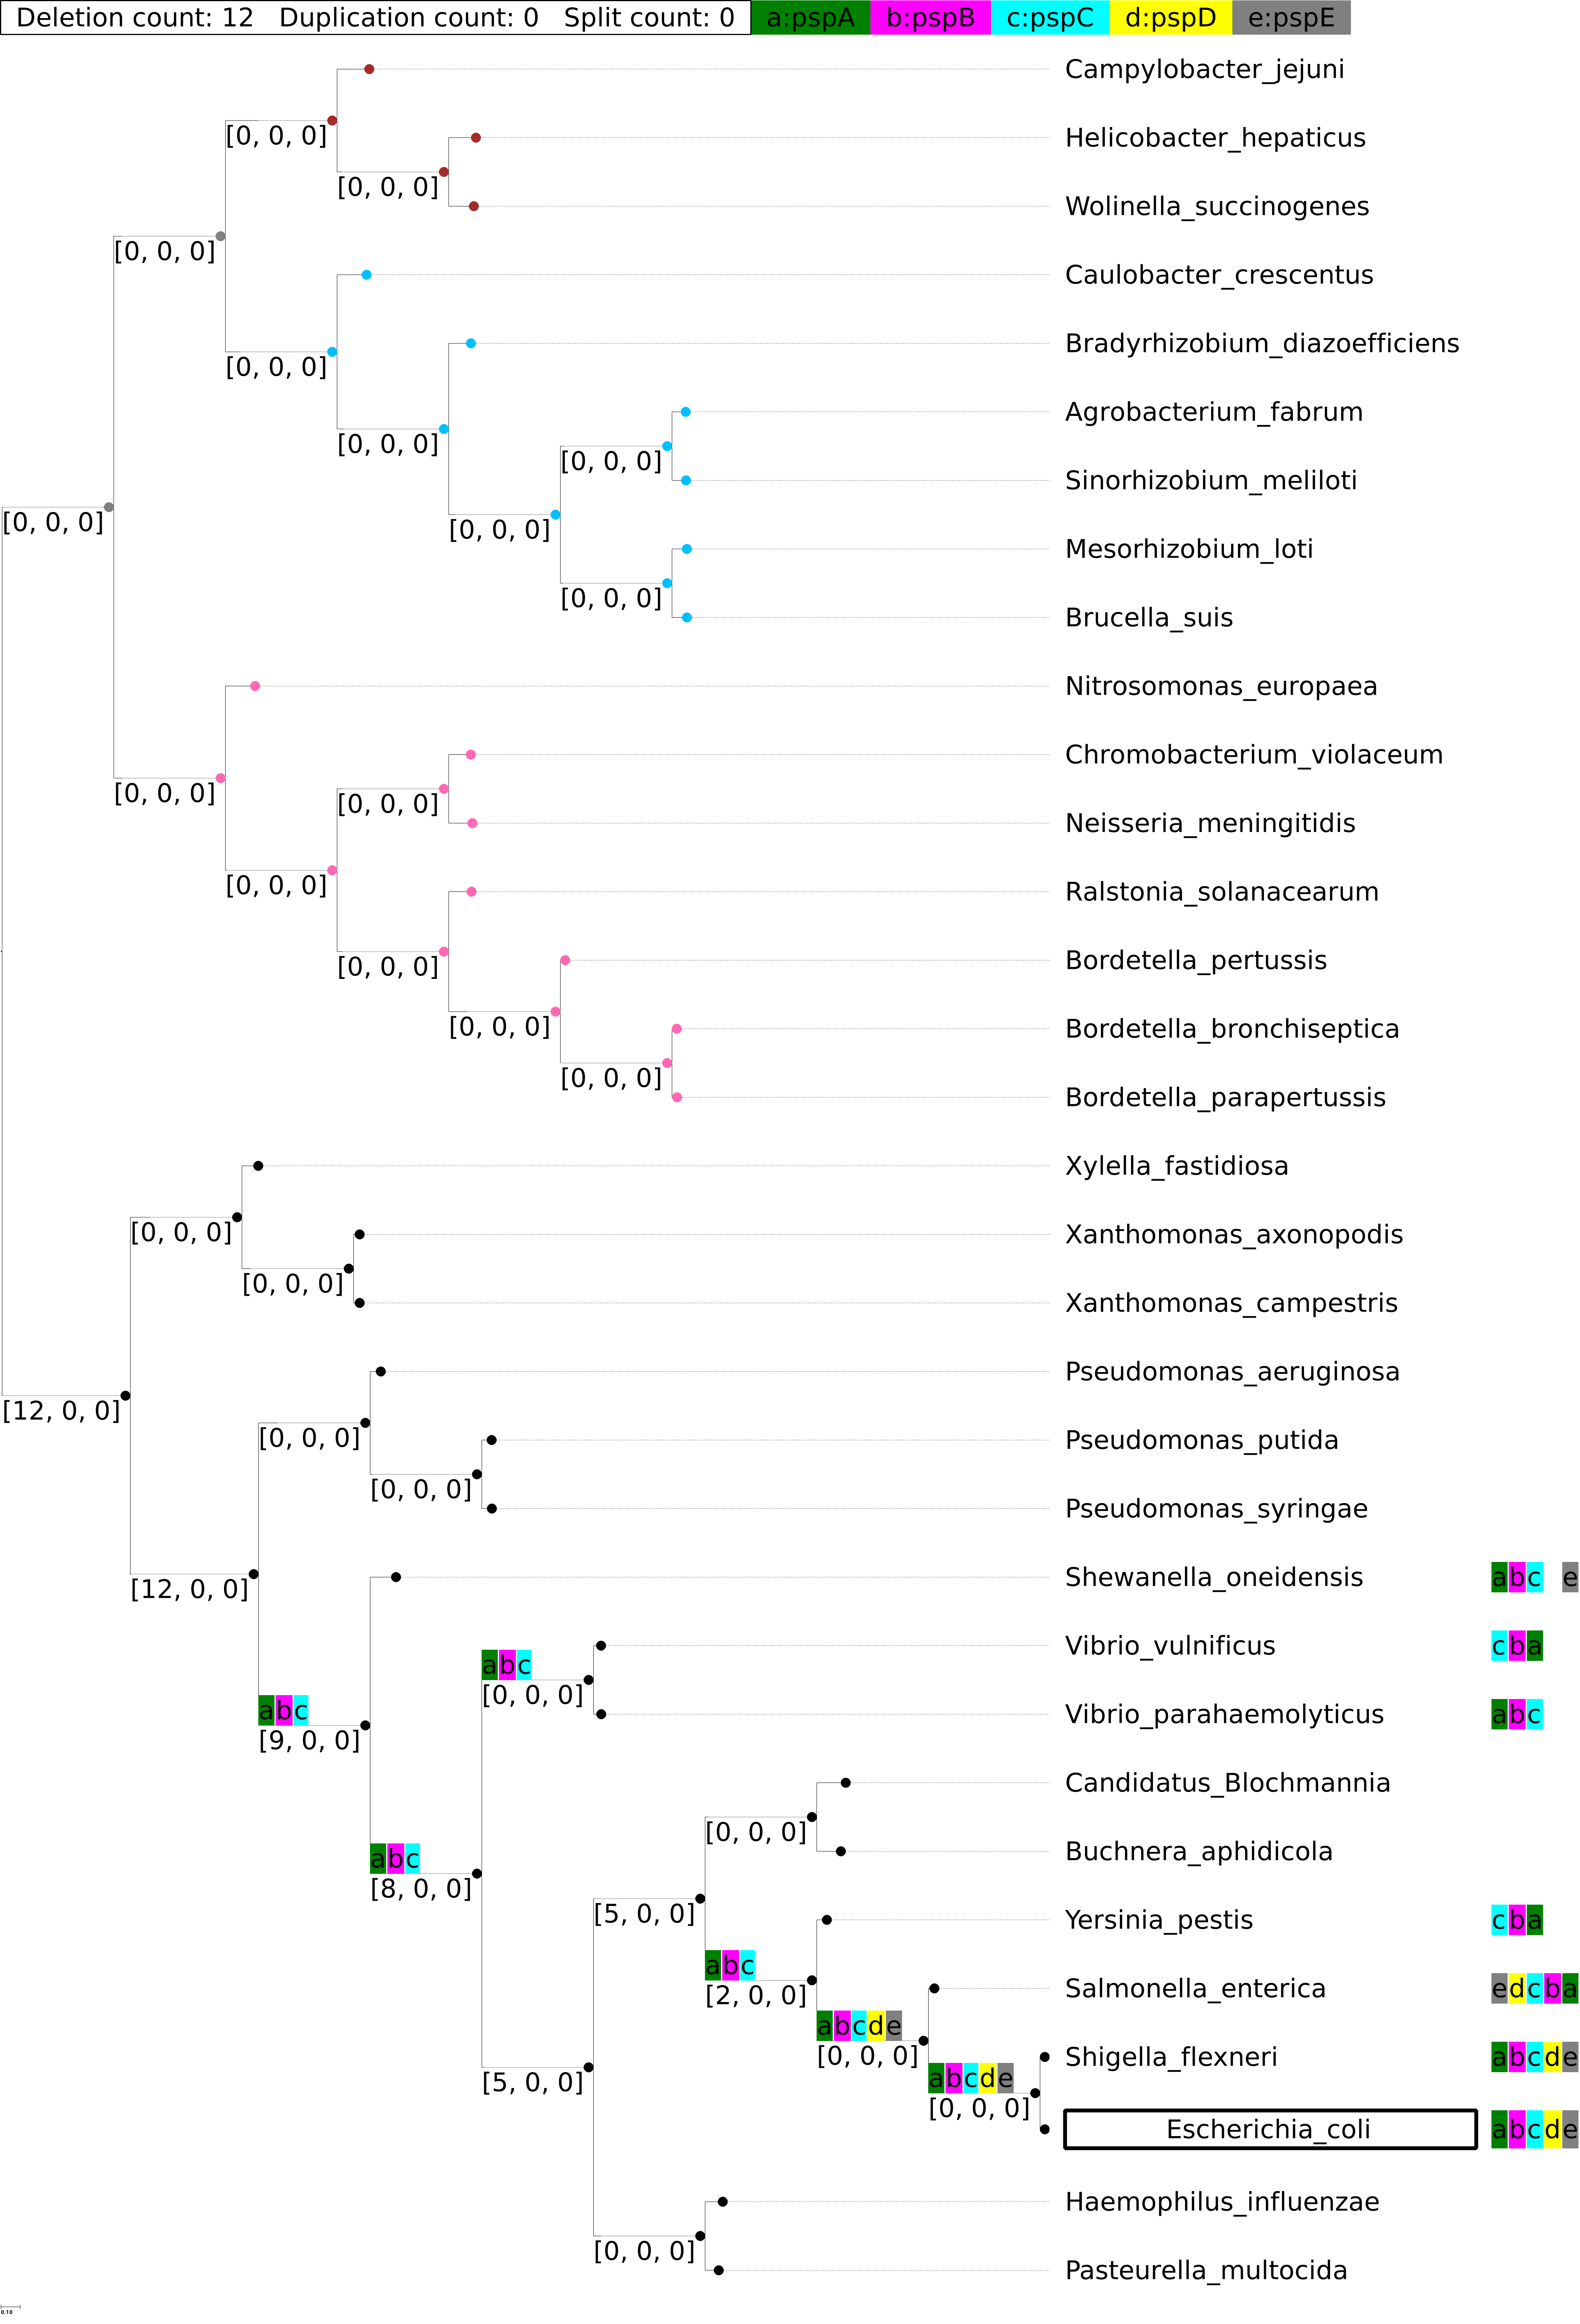 Deletion count: 12 Duplication count: 0 Split count: 0 a:pspA b:pspB c:pspC d:pspD e:pspE
Campylobacter_jejuni
[0, 0, 0]
Helicobacter_hepaticus
[0, 0, 0]
Wolinella_succinogenes
[0, 0, 0]
Caulobacter_crescentus
[0, 0, 0]
Bradyrhizobium_diazoefficiens
Agrobacterium_fabrum
[0, 0, 0]
[0, 0, 0]
Sinorhizobium_meliloti
[0, 0, 0]
[0, 0, 0]
Mesorhizobium_loti
[0, 0, 0]
Brucella_suis
Nitrosomonas_europaea
Chromobacterium_violaceum
[0, 0, 0]
[0, 0, 0]
Neisseria_meningitidis
[0, 0, 0]
Ralstonia_solanacearum
Bordetella_pertussis
[0, 0, 0]
[0, 0, 0]
Bordetella_bronchiseptica
[0, 0, 0]
Bordetella_parapertussis
Xylella_fastidiosa
[0, 0, 0]
Xanthomonas_axonopodis
[0, 0, 0]
Xanthomonas_campestris
Pseudomonas_aeruginosa
[12, 0, 0]
[0, 0, 0]
Pseudomonas_putida
[0, 0, 0]
Pseudomonas_syringae
Shewanella_oneidensis abc e
[12, 0, 0]
Vibrio_vulnificus cba
abc
[0, 0, 0]
abc
Vibrio_parahaemolyticus abc
[9, 0, 0]
Candidatus_Blochmannia
[0, 0, 0]
Buchnera_aphidicola
abc
[8, 0, 0]
[5, 0, 0]
Yersinia_pestis cba
abc
Salmonella_enterica edcba
[2, 0, 0]
abcde
[0, 0, 0]
Shigella_flexneri abcde
abcde
[5, 0, 0]
[0, 0, 0]
Escherichia_coli abcde
Haemophilus_influenzae
[0, 0, 0]
Pasteurella_multocida
0.10